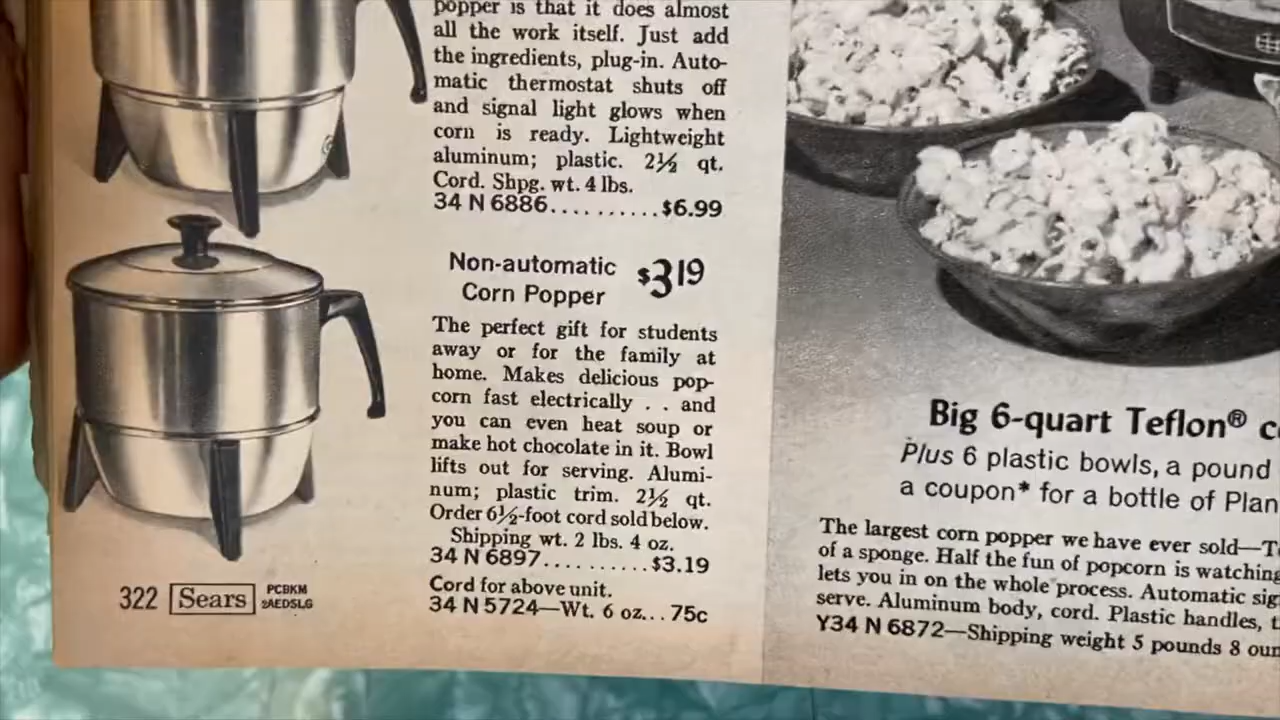 popper is that it does almost
all the work itself. Just add
the ingredients, plug-in. Auto-
matic thermostat shuts off
and signal light glows when
corn is ready. Lightweight
aluminum; plastic. 2½ qt.
Cord. Shpg. wt. 4 lbs.
34 N 6886..........$6.99
Non-automatic
Corn Popper
$3 19
The perfect gift for students
away or for the family at
home. Makes delicious pop-
corn fast electrically . . and
you can even heat soup or
make hot chocolate in it. Bowl
lifts out for serving. Alumi-
num; plastic trim. 2½ qt.
Order 6½-foot cord sold below.
Shipping wt. 2 lbs. 4 oz.
34 N 6897..........$3.19
Cord for above unit.
34 N 5724—Wt. 6 oz...75c
322 Sears PCBKM
2AEDSLG
Big 6-quart Teflon® c
Plus 6 plastic bowls, a pound
a coupon* for a bottle of Plan
The largest corn popper we have ever sold—T
of a sponge. Half the fun of popcorn is watching
lets you in on the whole process. Automatic sig
serve. Aluminum body, cord. Plastic handles, t
Y34 N 6872—Shipping weight 5 pounds 8 oun